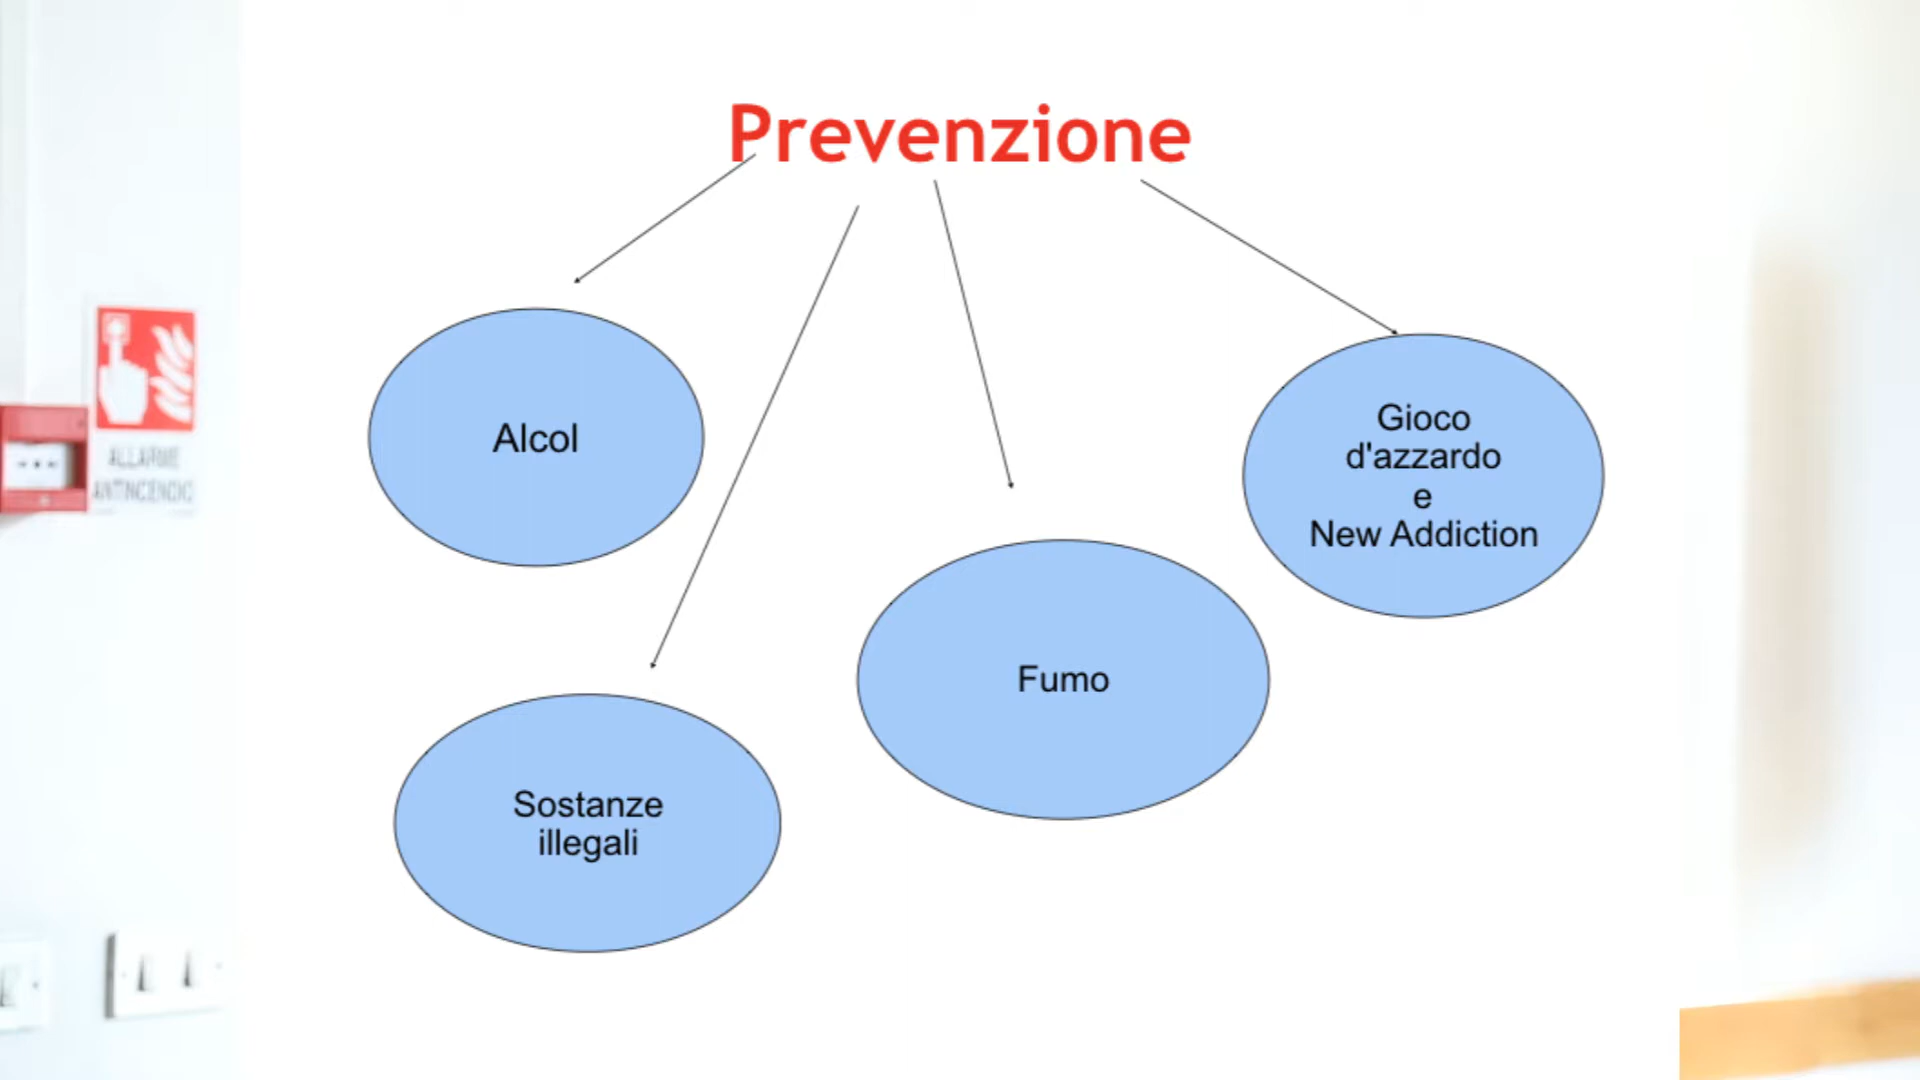 Prevenzione
Alcol
Gioco
d'azzardo
e
New Addiction
Fumo
Sostanze
illegali
ALLARME
ANTINCENDIO